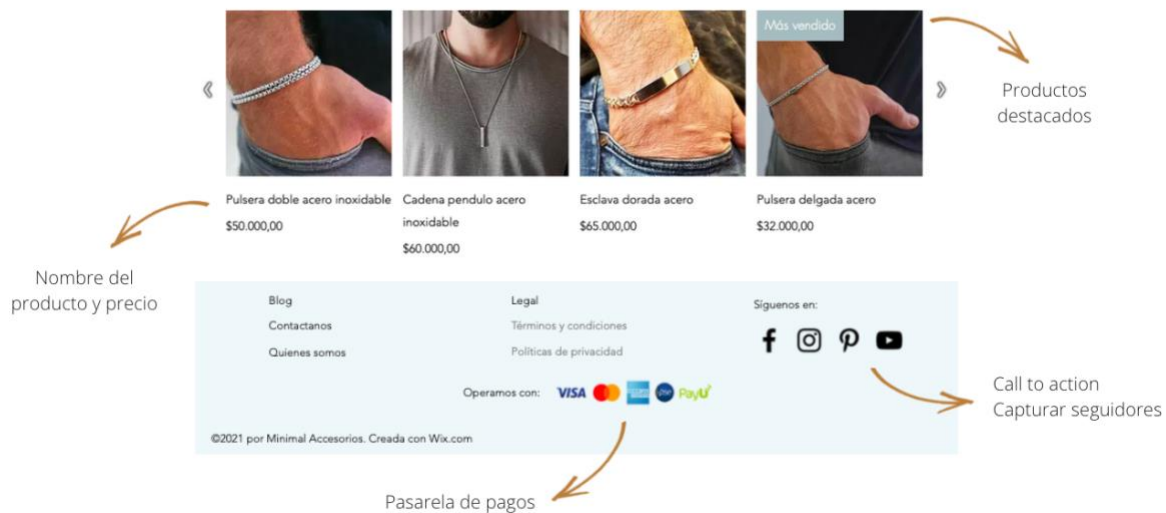 Más vendido
Productos
destacados
Pulsera doble acero inoxidable
$50.000,00
Cadena pendulo acero
inoxidable
$60.000,00
Esclava dorada acero
$65.000,00
Pulsera delgada acero
$32.000,00
Nombre del
producto y precio
Blog
Contactanos
Quienes somos
Legal
Términos y condiciones
Políticas de privacidad
Síguenos en:
Call to action
Capturar seguidores
Operamos con: VISA PayU
©2021 por Minimal Accesorios. Creada con Wix.com
Pasarela de pagos